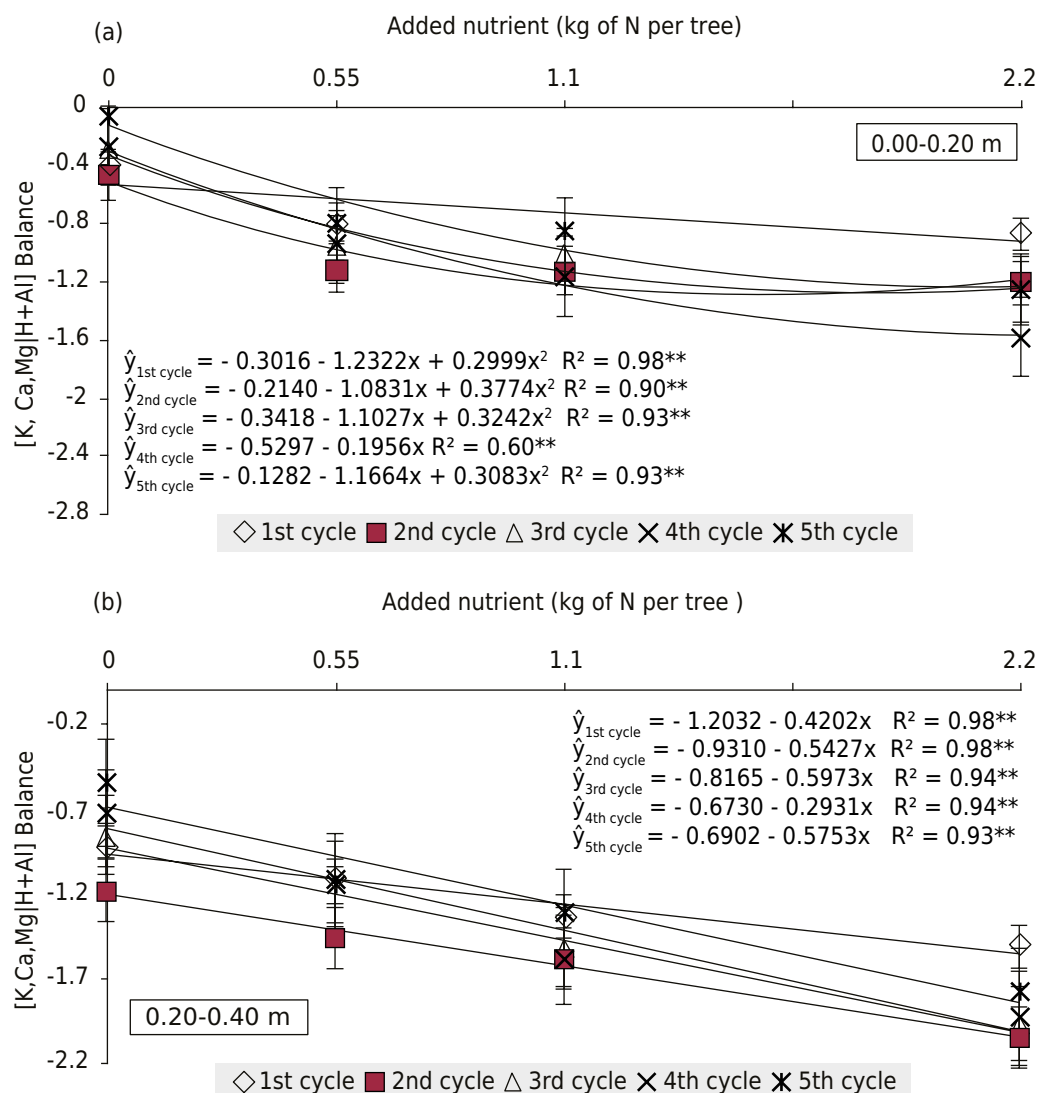 (a)
Added nutrient (kg of N per tree)
0 0.55 1.1 2.2
0
-0.4
-0.8
-1.2
-1.6
-2
-2.4
-2.8
[K, Ca,Mg|H+Al] Balance
0.00-0.20 m
ŷ1st cycle = - 0.3016 - 1.2322x + 0.2999x² R² = 0.98**
ŷ2nd cycle = - 0.2140 - 1.0831x + 0.3774x² R² = 0.90**
ŷ3rd cycle = - 0.3418 - 1.1027x + 0.3242x² R² = 0.93**
ŷ4th cycle = - 0.5297 - 0.1956x R² = 0.60**
ŷ5th cycle = - 0.1282 - 1.1664x + 0.3083x² R² = 0.93**
1st cycle 2nd cycle 3rd cycle 4th cycle 5th cycle
(b)
Added nutrient (kg of N per tree )
0 0.55 1.1 2.2
-0.2
-0.7
-1.2
-1.7
-2.2
[K,Ca,Mg|H+Al] Balance
ŷ1st cycle = - 1.2032 - 0.4202x R² = 0.98**
ŷ2nd cycle = - 0.9310 - 0.5427x R² = 0.98**
ŷ3rd cycle = - 0.8165 - 0.5973x R² = 0.94**
ŷ4th cycle = - 0.6730 - 0.2931x R² = 0.94**
ŷ5th cycle = - 0.6902 - 0.5753x R² = 0.93**
0.20-0.40 m
1st cycle 2nd cycle 3rd cycle 4th cycle 5th cycle